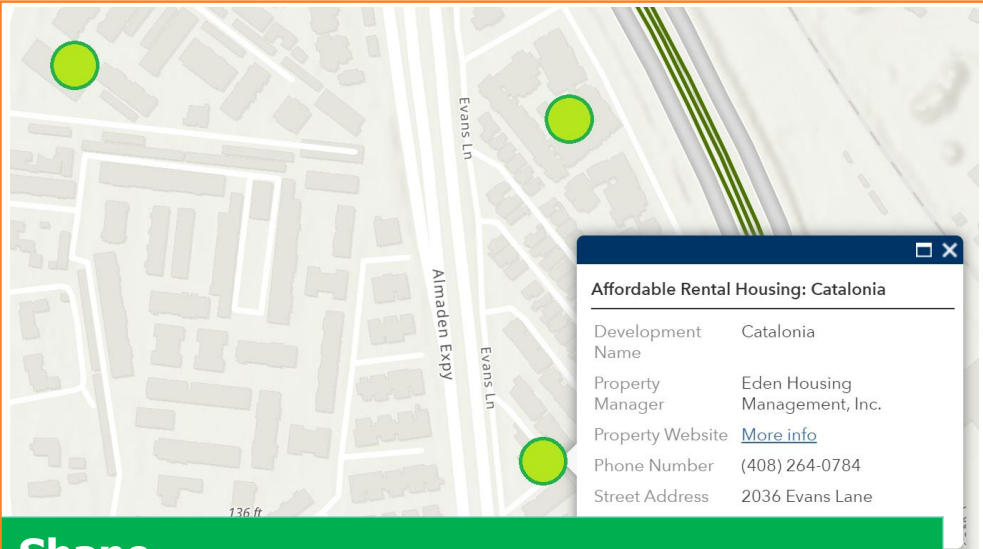 Evans Ln
Almaden Expy
Evans Ln
136 ft
Affordable Rental Housing: Catalonia
Development Name Catalonia
Property Manager Eden Housing Management, Inc.
Property Website More info
Phone Number (408) 264-0784
Street Address 2036 Evans Lane